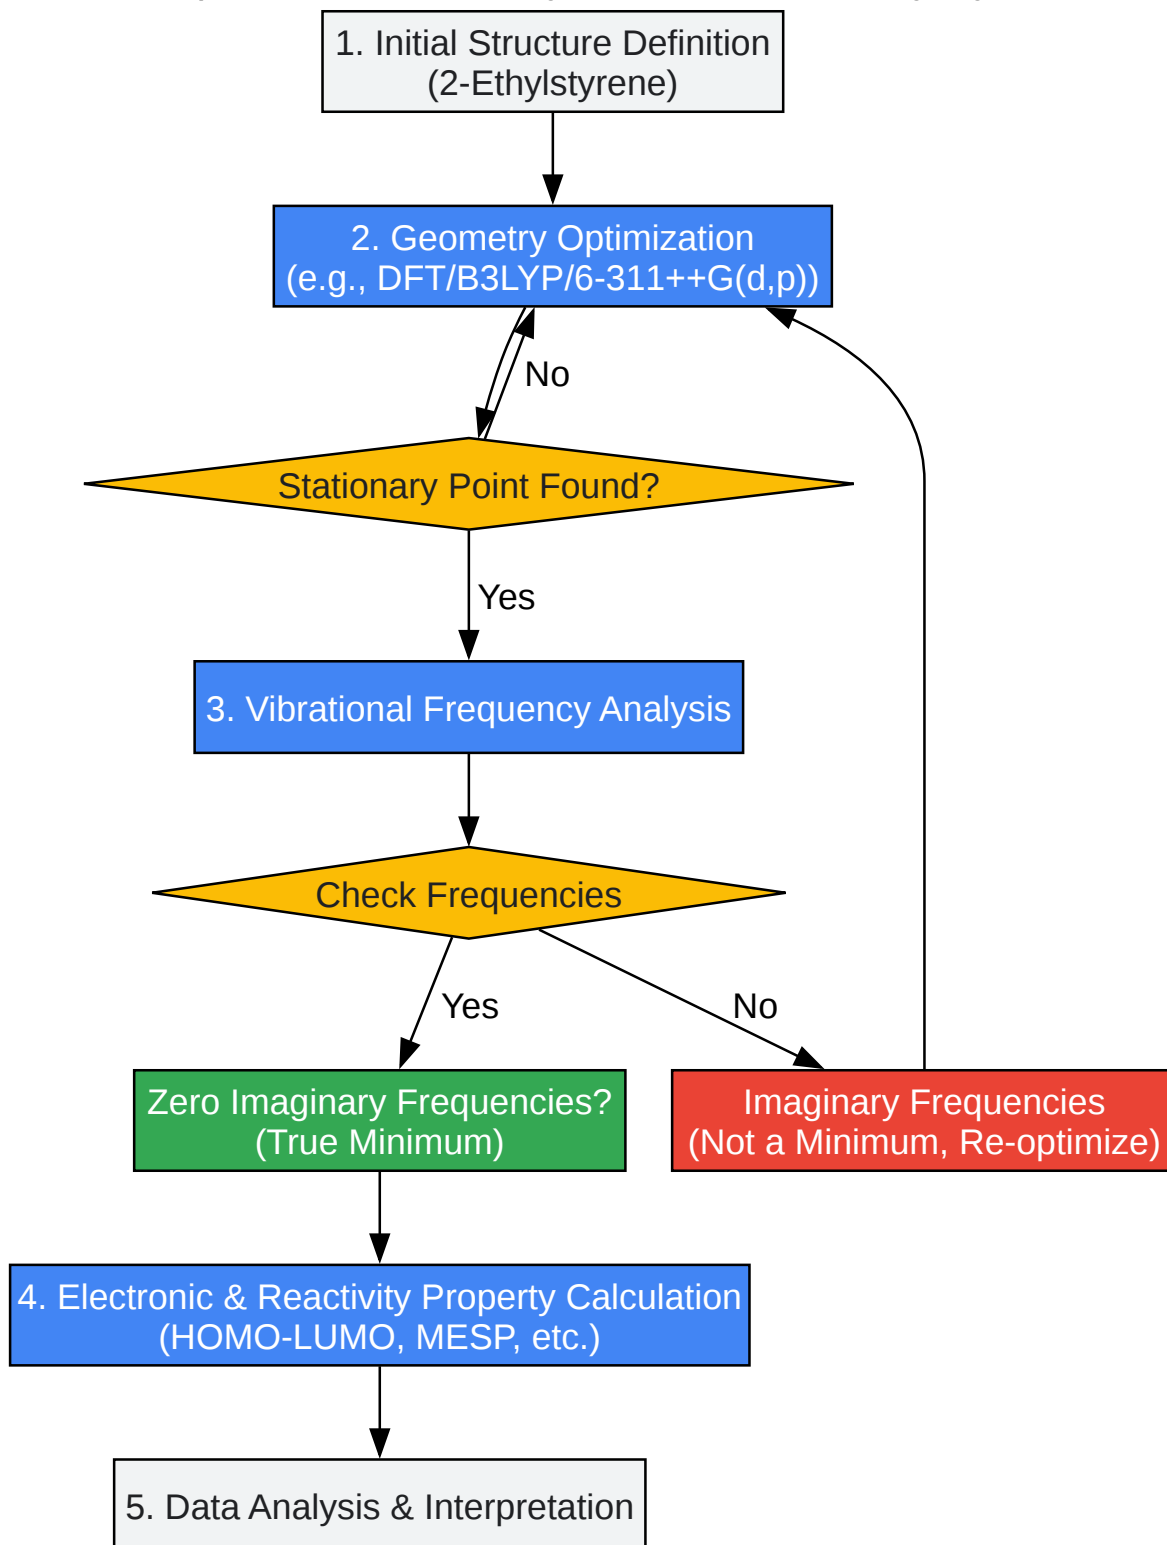 1. Initial Structure Definition
(2-Ethylstyrene)
2. Geometry Optimization
(e.g., DFT/B3LYP/6-311++G(d,p))
No
Stationary Point Found?
Yes
3. Vibrational Frequency Analysis
Check Frequencies
Yes
No
Zero Imaginary Frequencies?
(True Minimum)
Imaginary Frequencies
(Not a Minimum, Re-optimize)
4. Electronic & Reactivity Property Calculation
(HOMO-LUMO, MESP, etc.)
5. Data Analysis & Interpretation